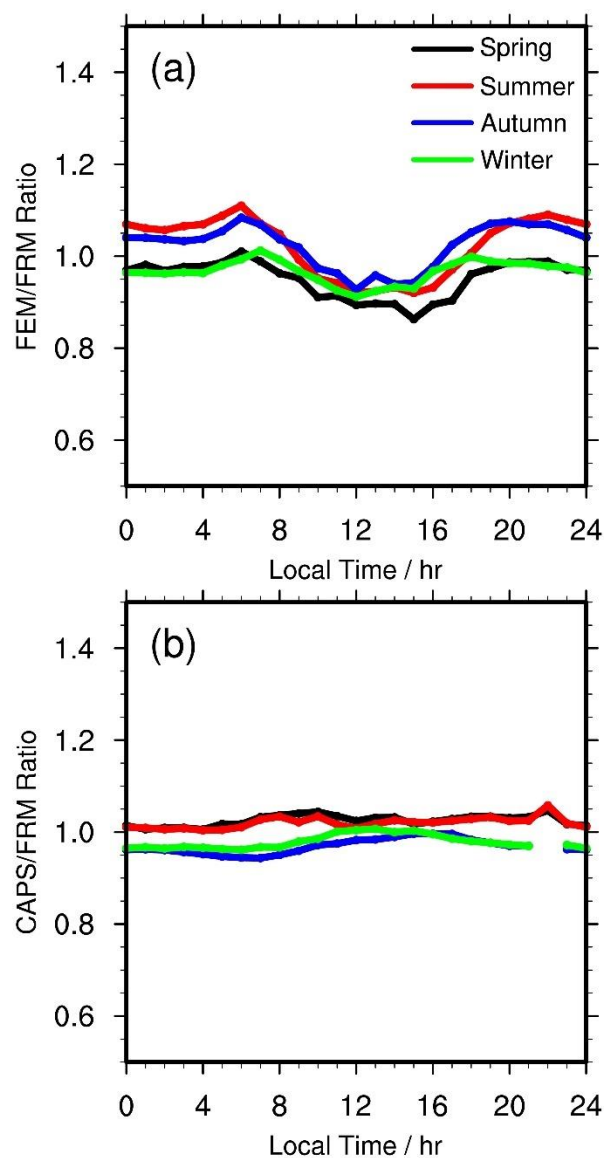 (a)
Spring
Summer
Autumn
Winter
1.4
1.2
1.0
0.8
0.6
FEM/FRM Ratio
0 4 8 12 16 20 24
Local Time / hr
(b)
1.4
1.2
1.0
0.8
0.6
CAPS/FRM Ratio
0 4 8 12 16 20 24
Local Time / hr